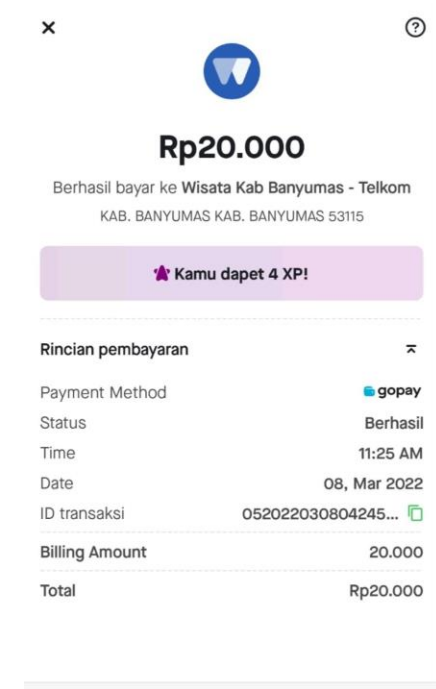 Rp20.000
Berhasil bayar ke Wisata Kab Banyumas - Telkom
KAB. BANYUMAS KAB. BANYUMAS 53115
Kamu dapet 4 XP!
Rincian pembayaran
Payment Method gopay
Status Berhasil
Time 11:25 AM
Date 08, Mar 2022
ID transaksi 052022030804245...
Billing Amount 20.000
Total Rp20.000